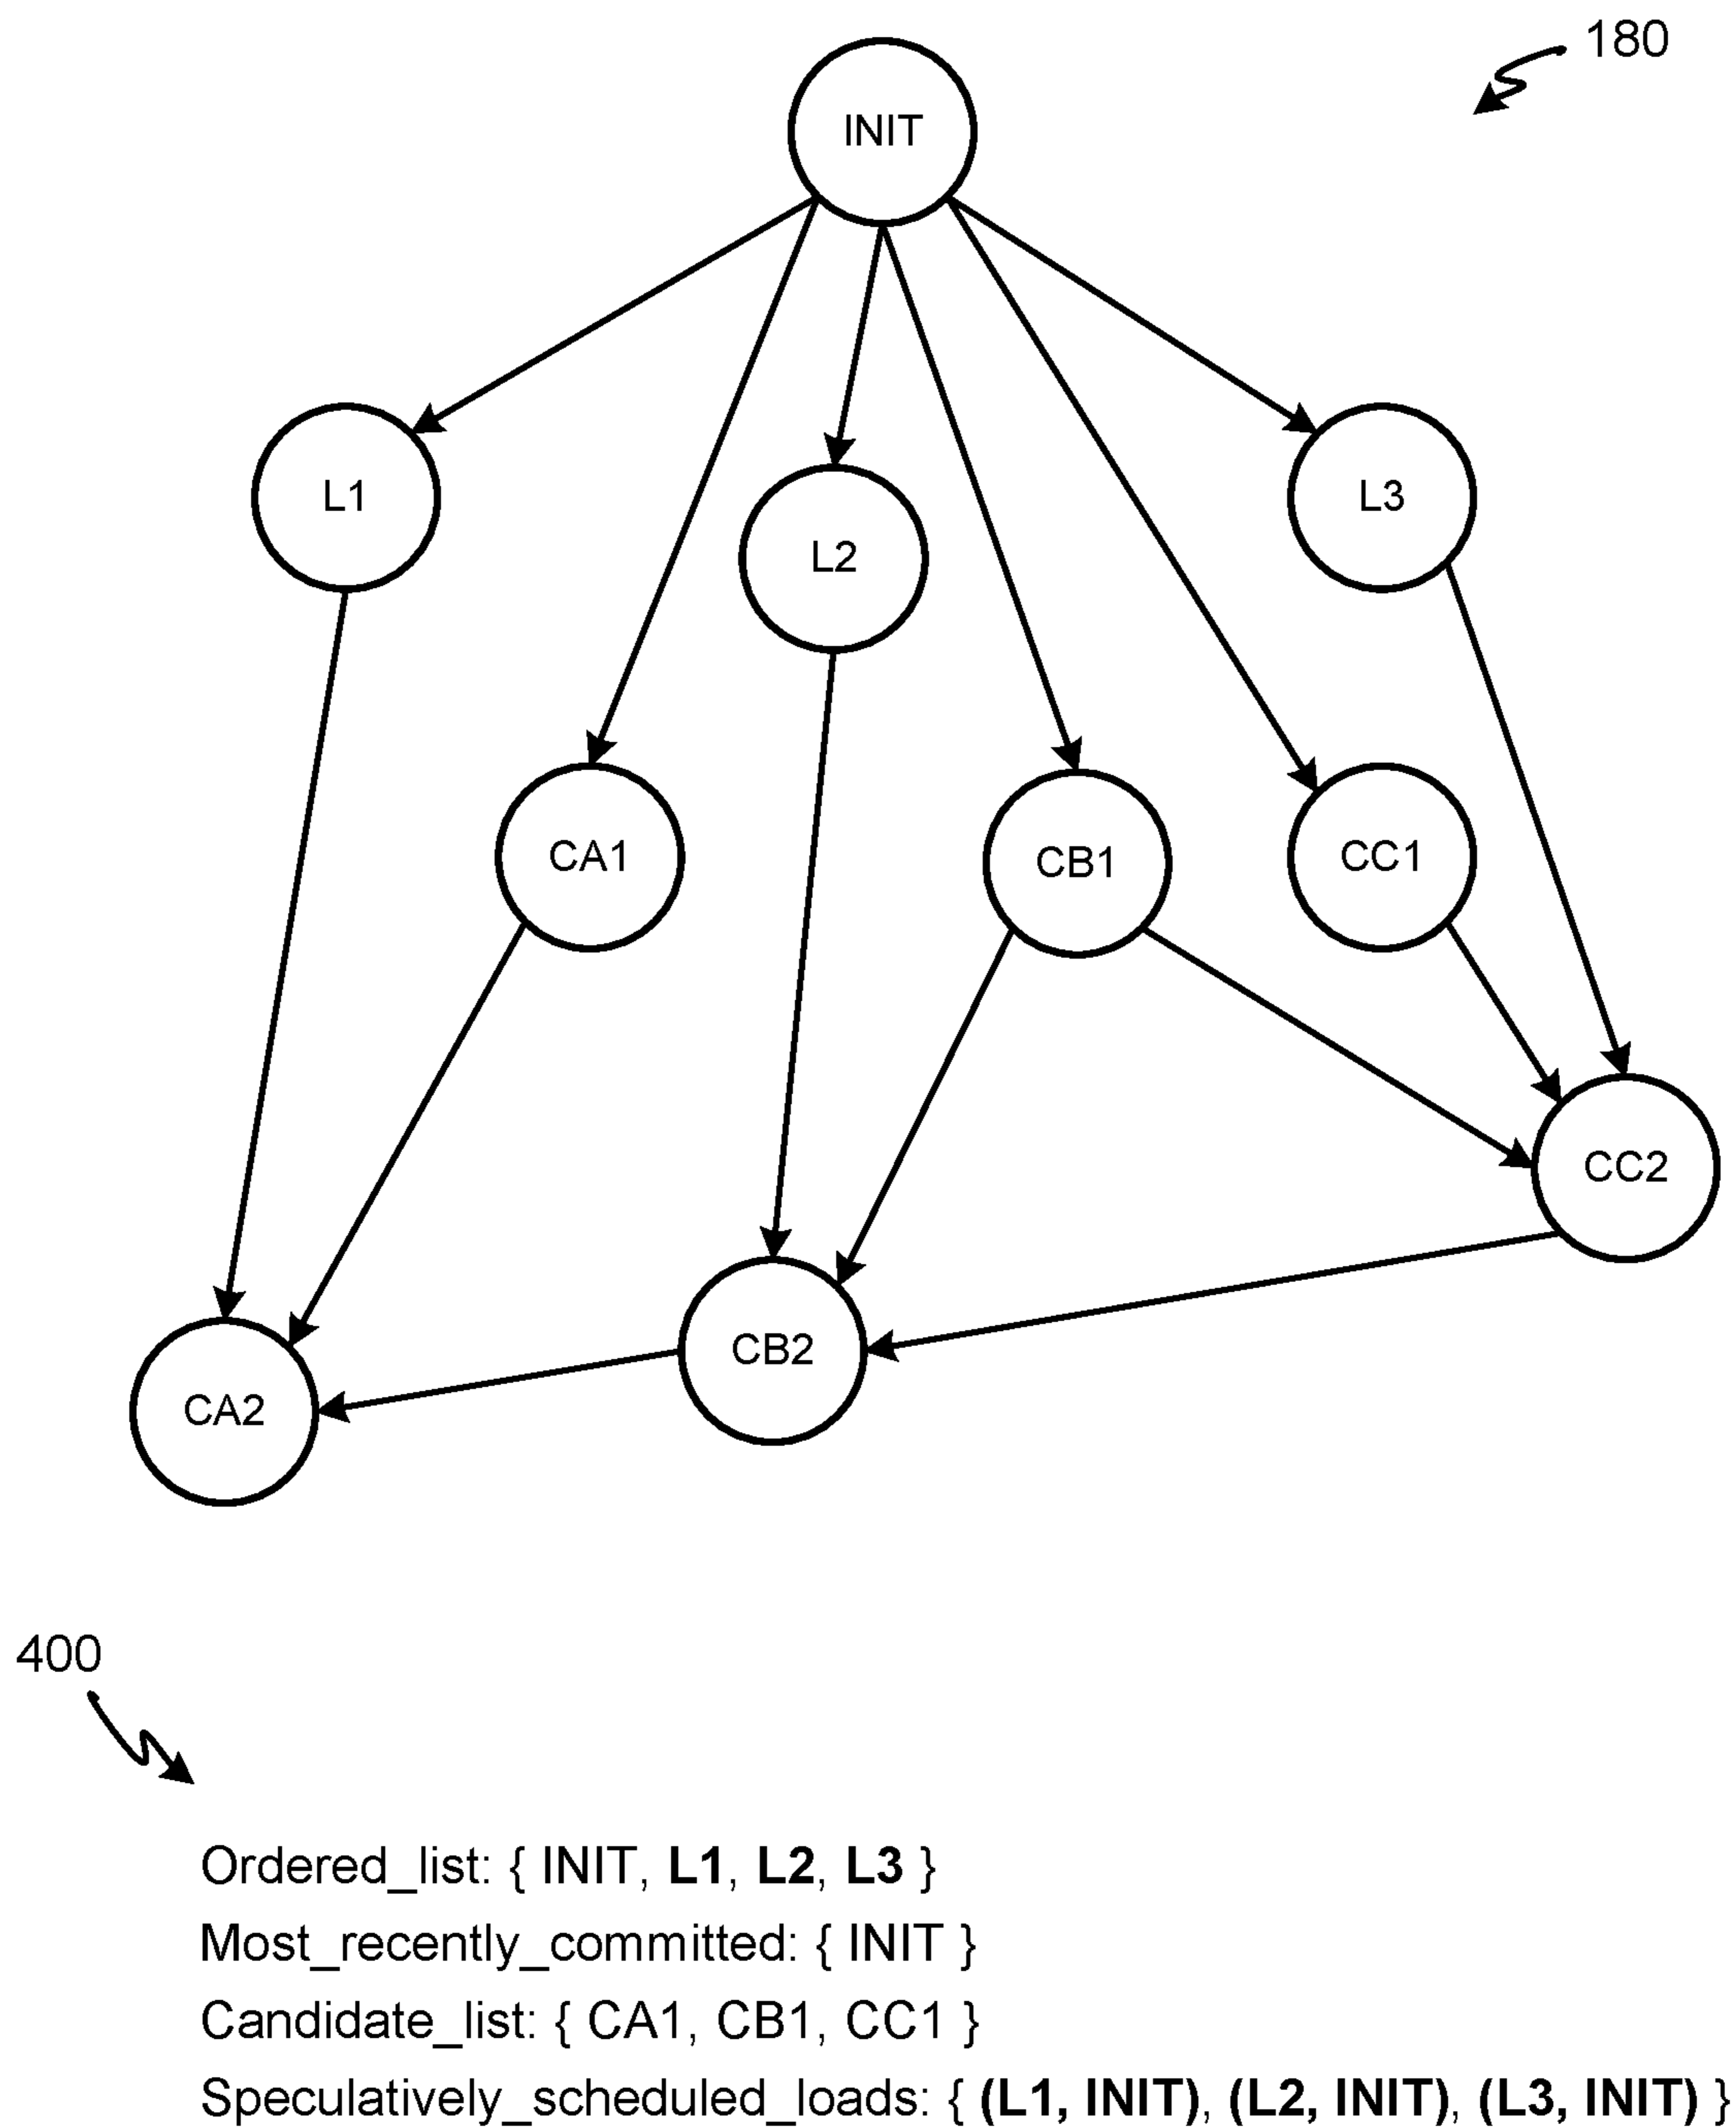 180
INIT
L1
L3
L2
CA1
CB1
CC1
CC2
CB2
CA2
400
Ordered_list: { INIT, L1, L2, L3 }
Most_recently_committed: { INIT }
Candidate_list: { CA1, CB1, CC1 }
Speculatively_scheduled_loads: { (L1, INIT), (L2, INIT), (L3, INIT) }